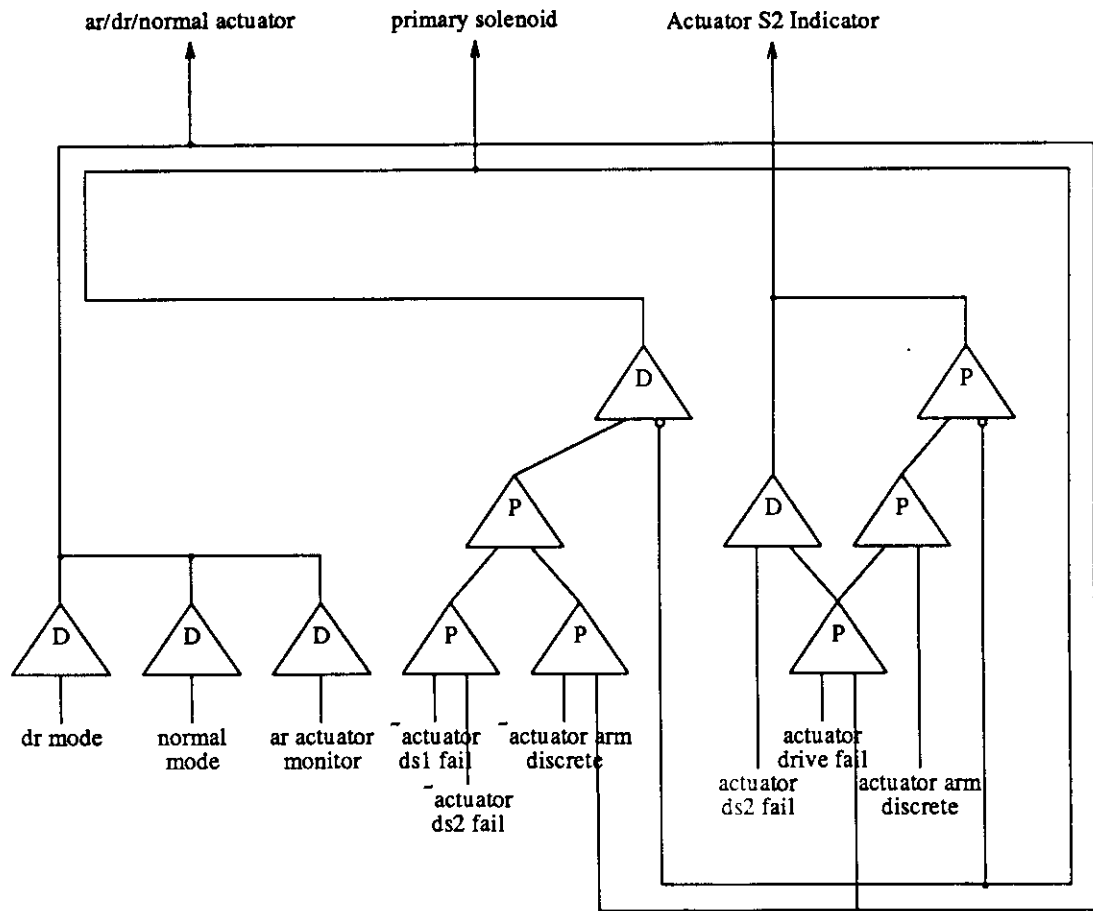 ar/dr/normal actuator
primary solenoid
Actuator S2 Indicator
D
P
P
D
P
D
D
D
P
P
P
dr mode
normal
mode
ar actuator
monitor
~actuator
ds1 fail
~actuator
ds2 fail
~actuator arm
discrete
actuator
ds2 fail
actuator
drive fail
actuator arm
discrete